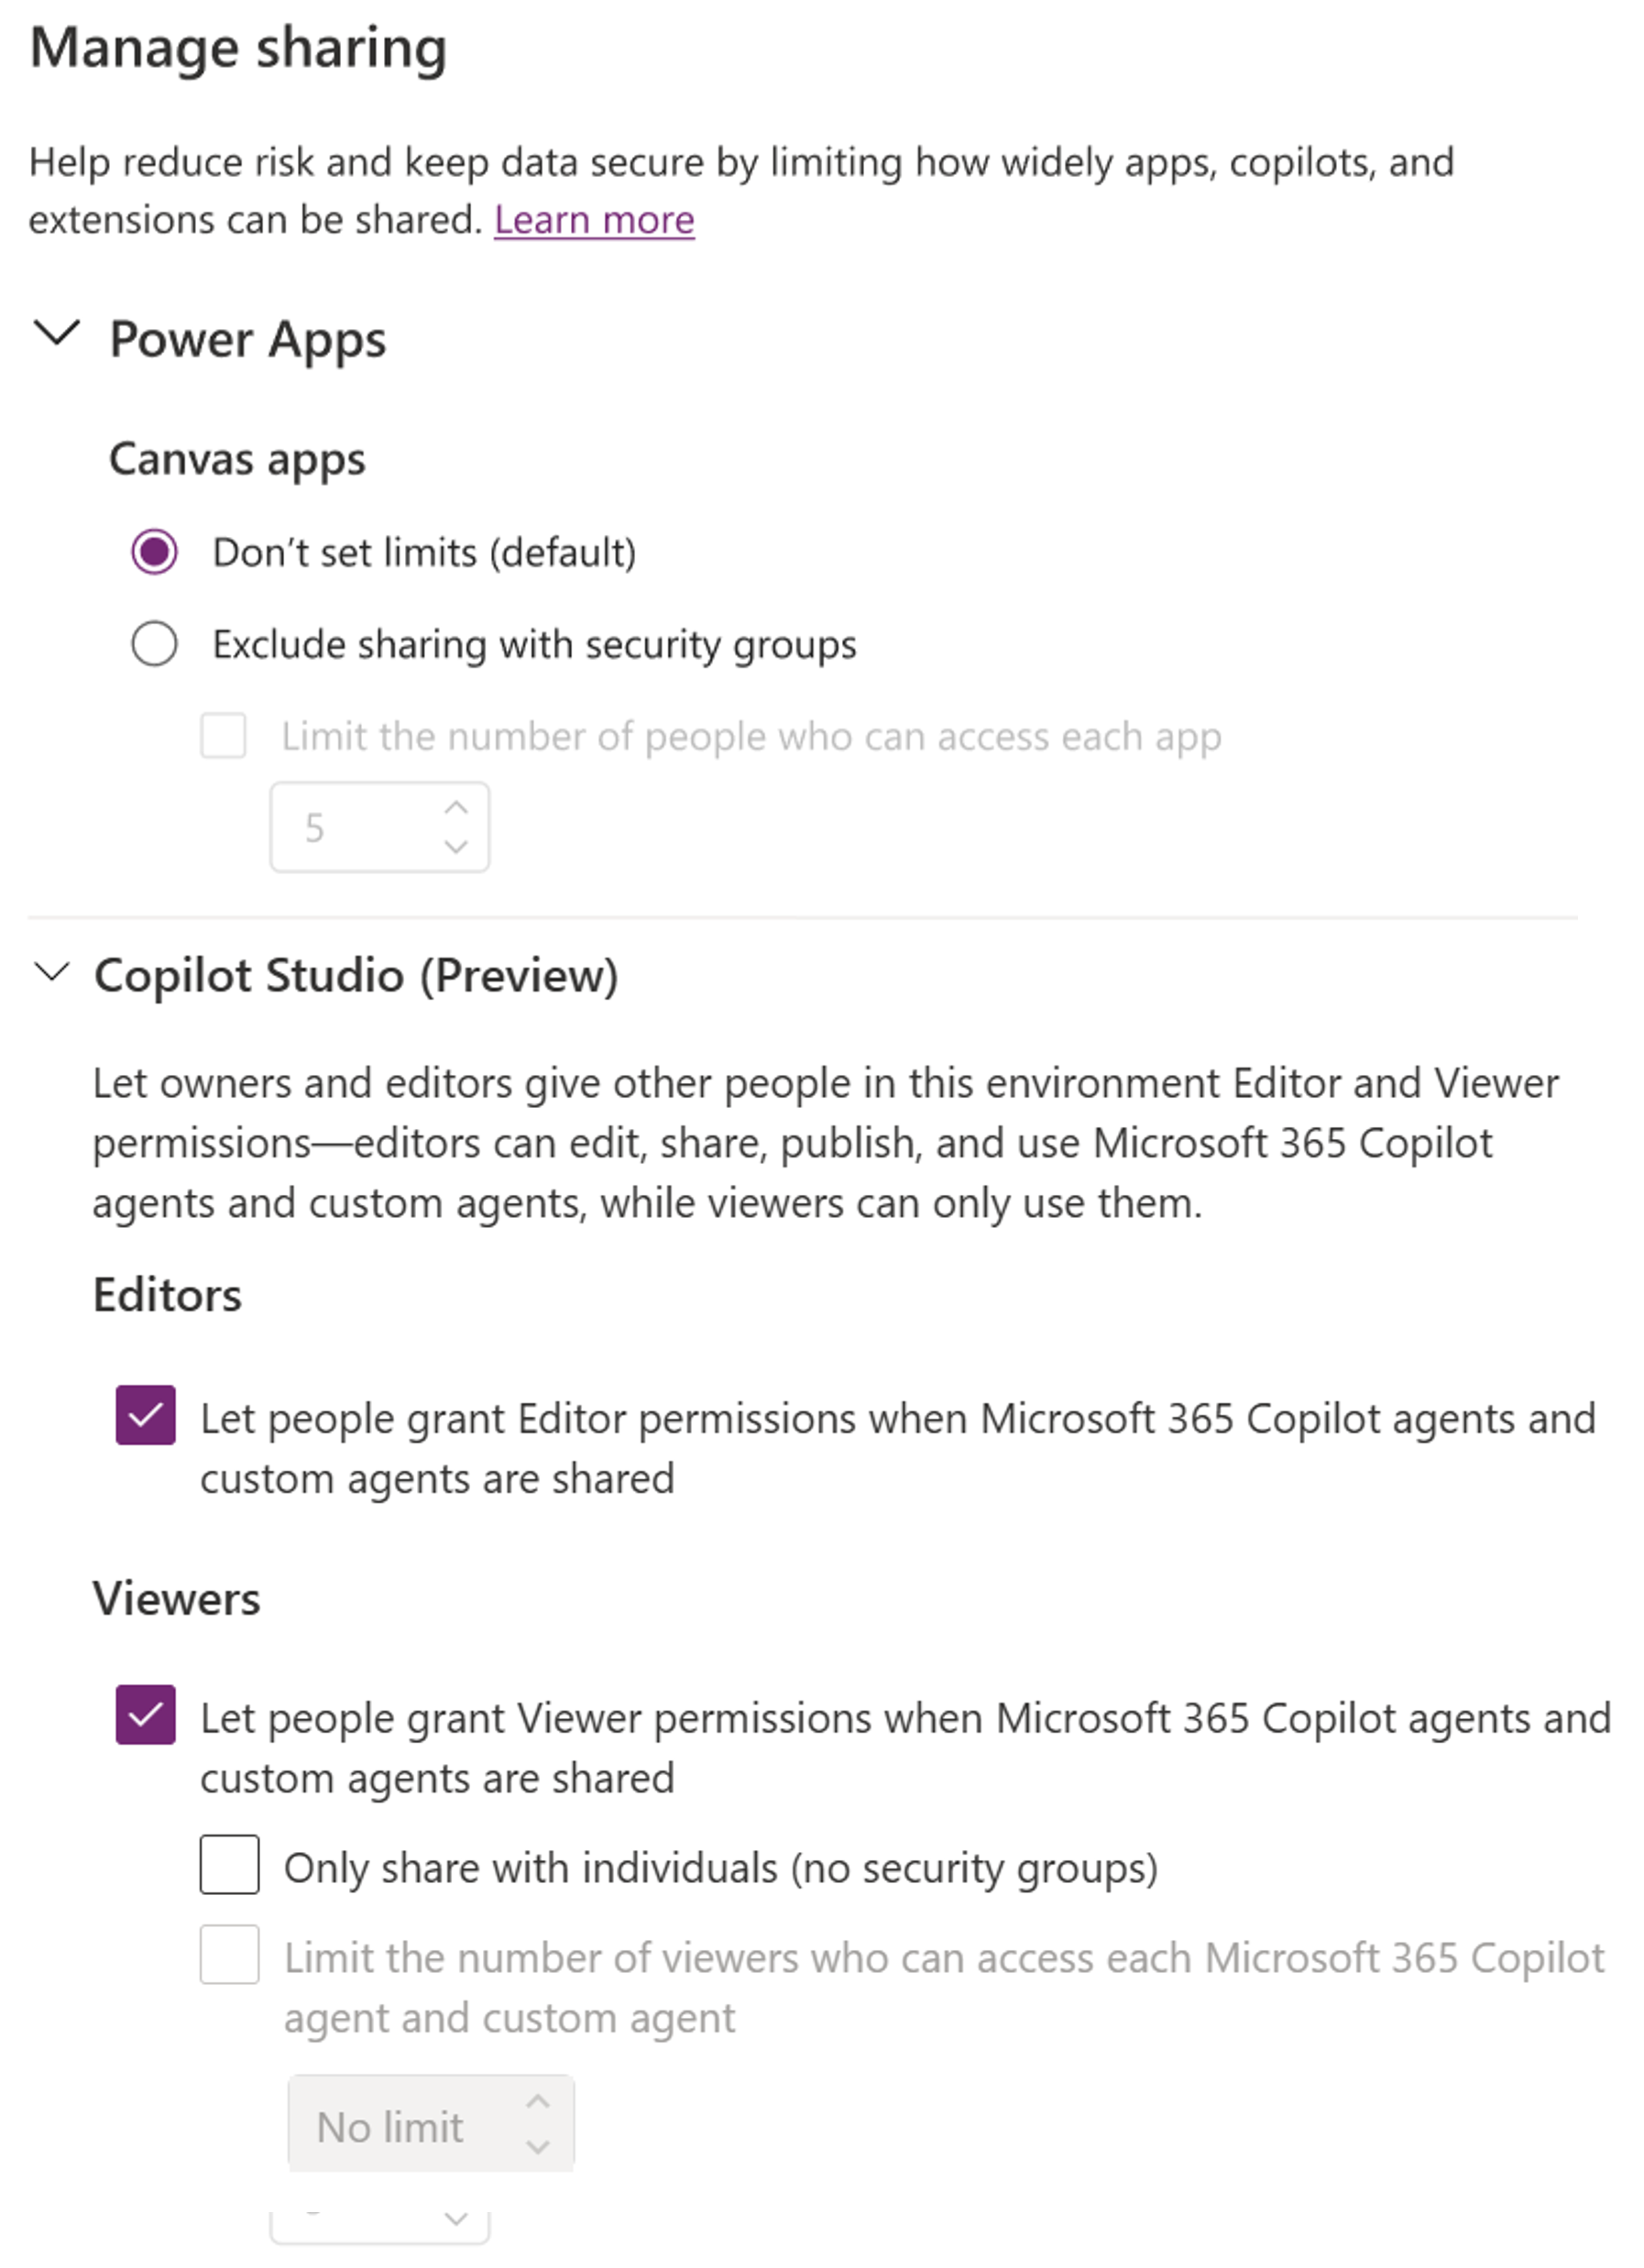 Manage sharing
Help reduce risk and keep data secure by limiting how widely apps, copilots, and
extensions can be shared. Learn more
Power Apps
Canvas apps
Don't set limits (default)
Exclude sharing with security groups
Limit the number of people who can access each app
5
Copilot Studio (Preview)
Let owners and editors give other people in this environment Editor and Viewer
permissions—editors can edit, share, publish, and use Microsoft 365 Copilot
agents and custom agents, while viewers can only use them.
Editors
Let people grant Editor permissions when Microsoft 365 Copilot agents and
custom agents are shared
Viewers
Let people grant Viewer permissions when Microsoft 365 Copilot agents and
custom agents are shared
Only share with individuals (no security groups)
Limit the number of viewers who can access each Microsoft 365 Copilot
agent and custom agent
No limit